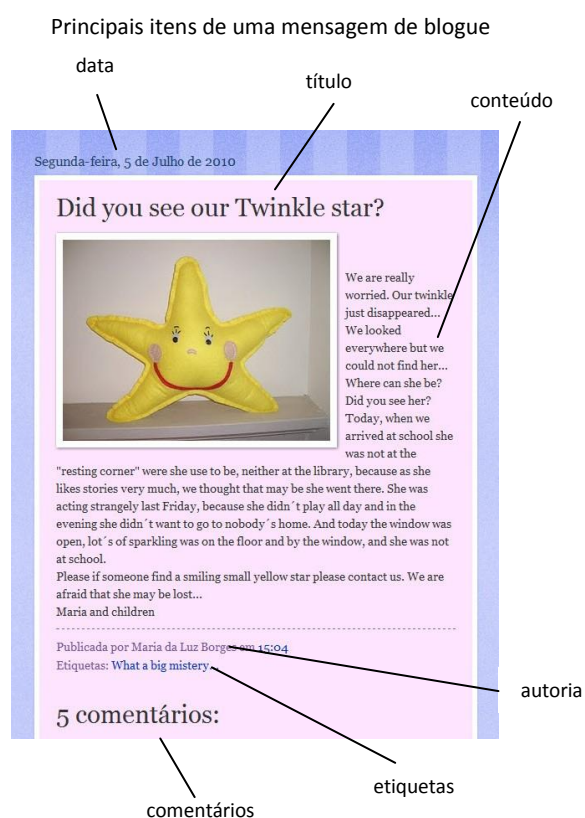 Principais itens de uma mensagem de blogue
data
título
conteúdo
Segunda-feira, 5 de Julho de 2010
Did you see our Twinkle star?
We are really
worried. Our twinkle
just disappeared...
We looked
everywhere but we
could not find her...
Where can she be?
Did you see her?
Today, when we
arrived at school she
was not at the
"resting corner" were she use to be, neither at the library, because as she
likes stories very much, we thought that may be she went there. She was
acting strangely last Friday, because she didn´t play all day and in the
evening she didn´t want to go to nobody´s home. And today the window was
open, lot´s of sparkling was on the floor and by the window, and she was not
at school.
Please if someone find a smiling small yellow star please contact us. We are
afraid that she may be lost...
Maria and children
Publicada por Maria da Luz Borges em 15:04
Etiquetas: What a big mistery...
autoria
5 comentários:
etiquetas
comentários